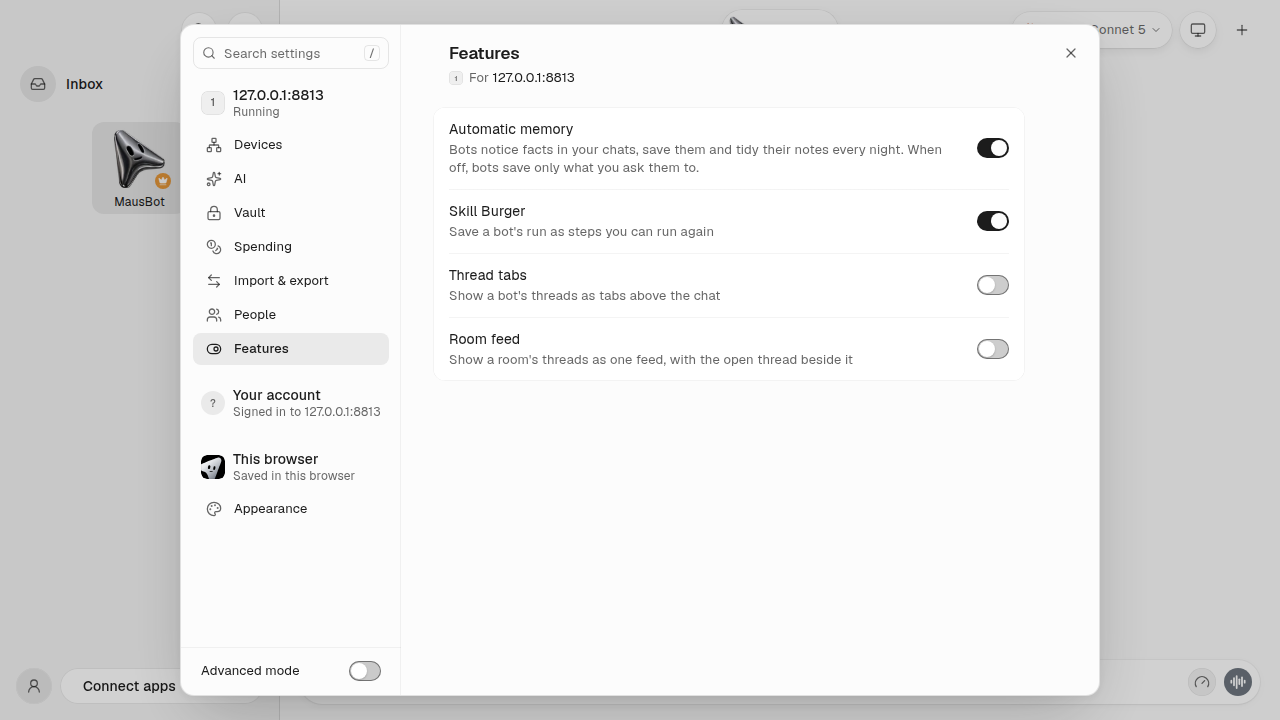 Search settings
/
1
127.0.0.1:8813
Running
Devices
AI
Vault
Spending
Import & export
People
Features
?
Your account
Signed in to 127.0.0.1:8813
This browser
Saved in this browser
Appearance
Advanced mode
Features
1 For 127.0.0.1:8813
Automatic memory
Bots notice facts in your chats, save them and tidy their notes every night. When
off, bots save only what you ask them to.
Skill Burger
Save a bot's run as steps you can run again
Thread tabs
Show a bot's threads as tabs above the chat
Room feed
Show a room's threads as one feed, with the open thread beside it
Inbox
MausBot
Connect apps
onnet 5